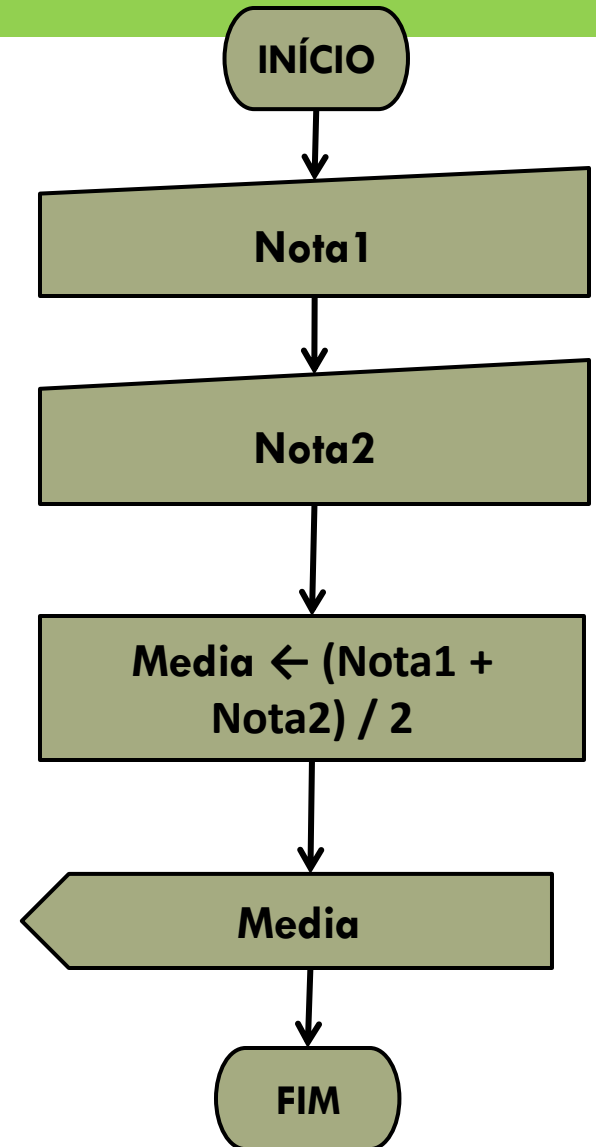 INÍCIO
Nota1
Nota2
Media ← (Nota1 +
Nota2) / 2
Media
FIM